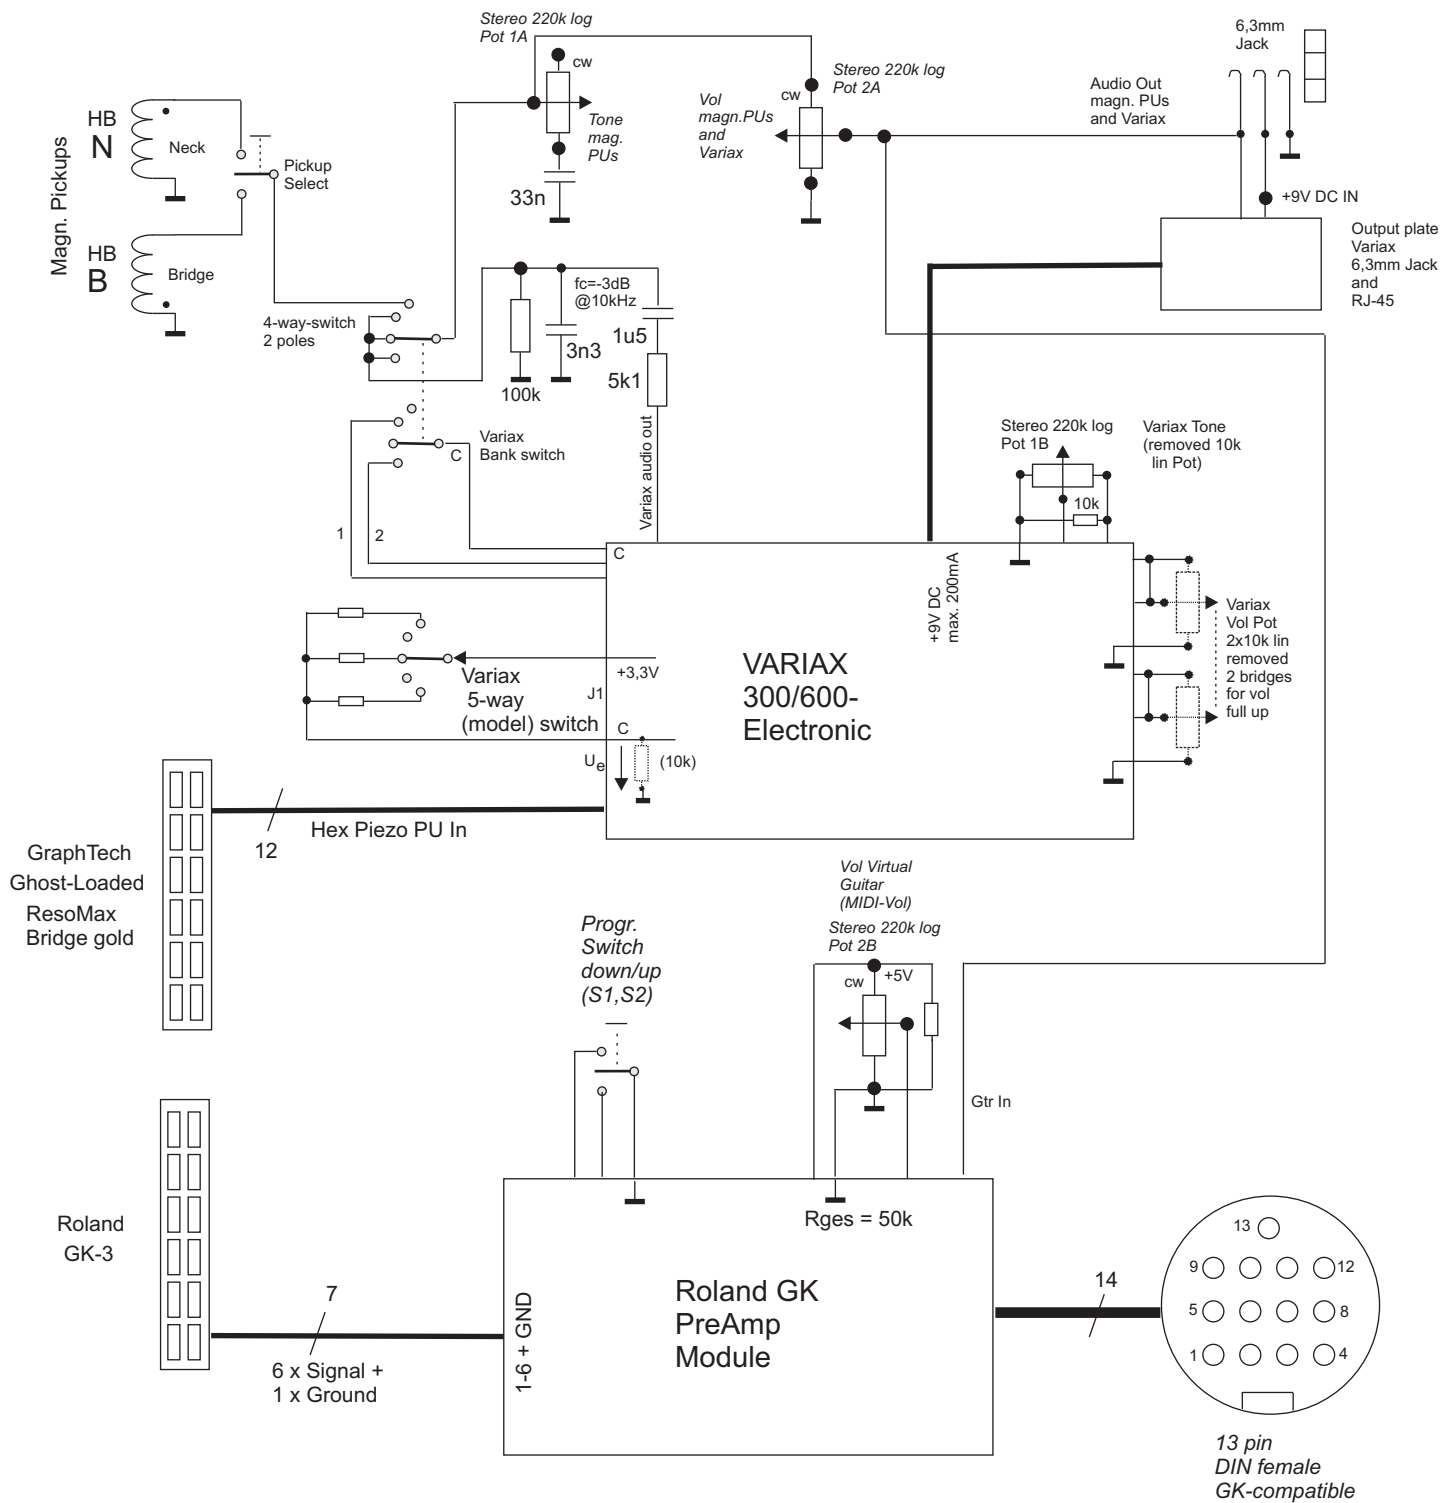 Stereo 220k log
Pot 1A
cw
Tone
mag.
PUs
33n
Stereo 220k log
Pot 2A
cw
Vol
magn.PUs
and
Variax
6,3mm
Jack
Audio Out
magn. PUs
and Variax
+9V DC IN
Output plate
Variax
6,3mm Jack
and
RJ-45
Magn. Pickups
HB
N
Neck
HB
B
Bridge
Pickup
Select
4-way-switch
2 poles
fc=-3dB
@10kHz
1u5
3n3
5k1
100k
Variax audio out
Variax
Bank switch
C
1
2
C
Stereo 220k log
Pot 1B
Variax Tone
(removed 10k
lin Pot)
10k
+9V DC
max. 200mA
Variax
Vol Pot
2x10k lin
removed
2 bridges
for vol
full up
VARIAX
300/600-
Electronic
+3,3V
J1
Variax
5-way
(model) switch
C
Ue
(10k)
12
Hex Piezo PU In
GraphTech
Ghost-Loaded
ResoMax
Bridge gold
Progr.
Switch
down/up
(S1,S2)
Vol Virtual
Guitar
(MIDI-Vol)
Stereo 220k log
Pot 2B
+5V
cw
Gtr In
Rges = 50k
Roland
GK-3
7
6 x Signal +
1 x Ground
1-6 + GND
Roland GK
PreAmp
Module
14
13
9
12
5
8
1
4
13 pin
DIN female
GK-compatible